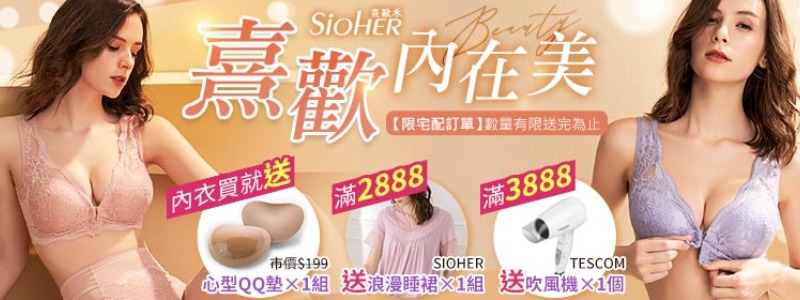 喜歐禾
SiOHER
Beauty
熹歡內在美
【限宅配訂單】數量有限送完為止
內衣買就送
市價$199
心型QQ墊×1組
滿2888
SIOHER
送浪漫睡裙×1組
滿3888
TESCOM
送吹風機×1個